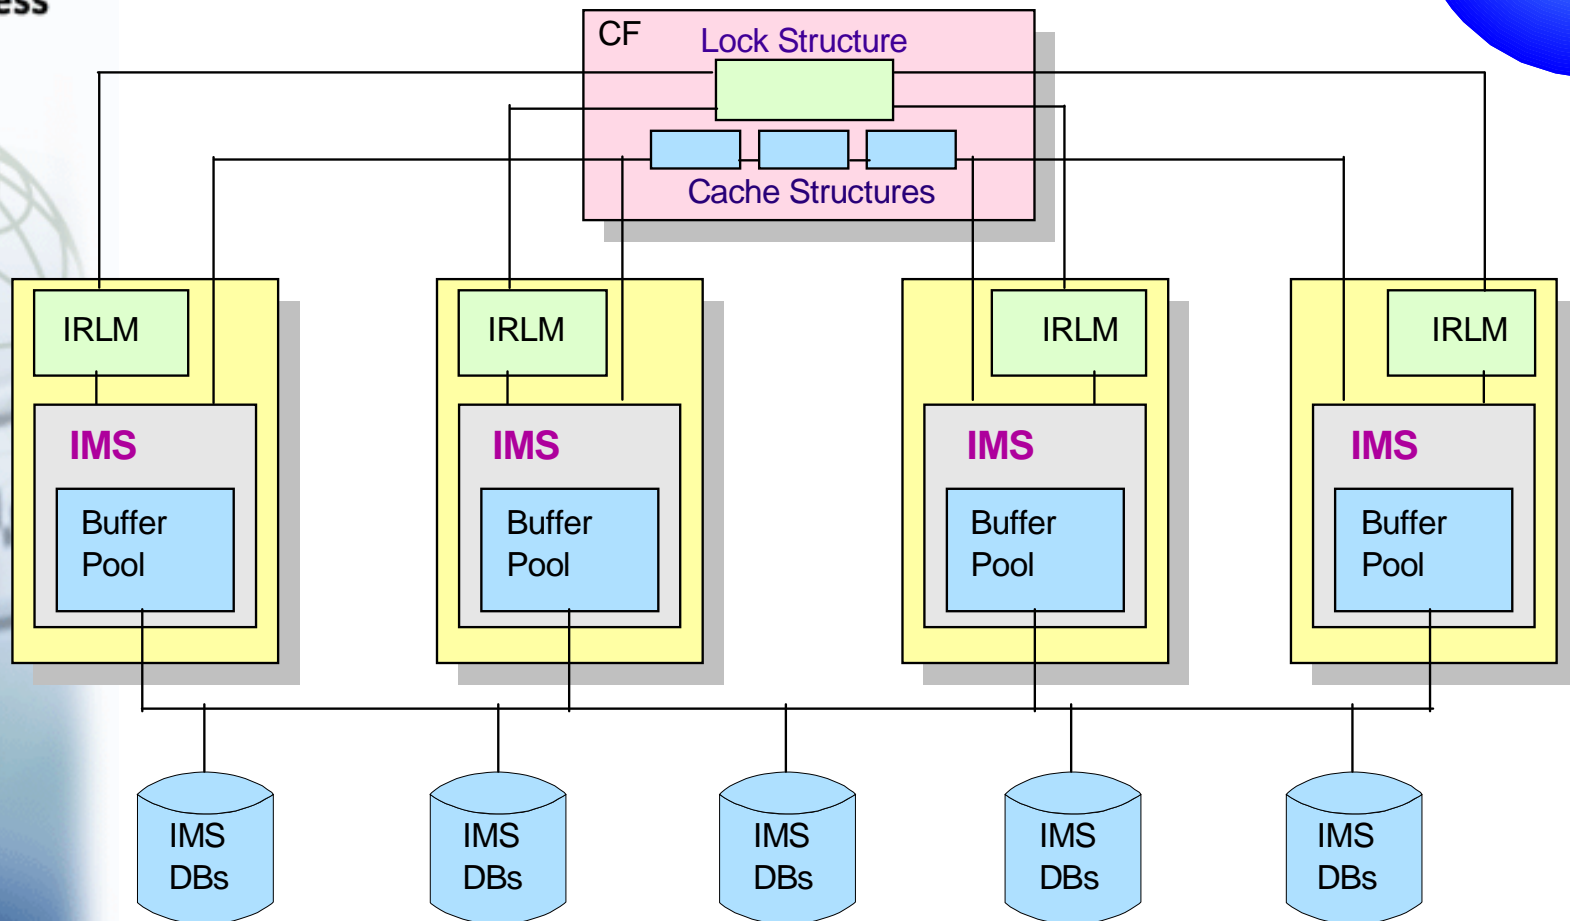 ess
CF
Lock Structure
Cache Structures
IRLM
IRLM
IRLM
IRLM
IMS
IMS
IMS
IMS
Buffer
Pool
Buffer
Pool
Buffer
Pool
Buffer
Pool
IMS
DBs
IMS
DBs
IMS
DBs
IMS
DBs
IMS
DBs